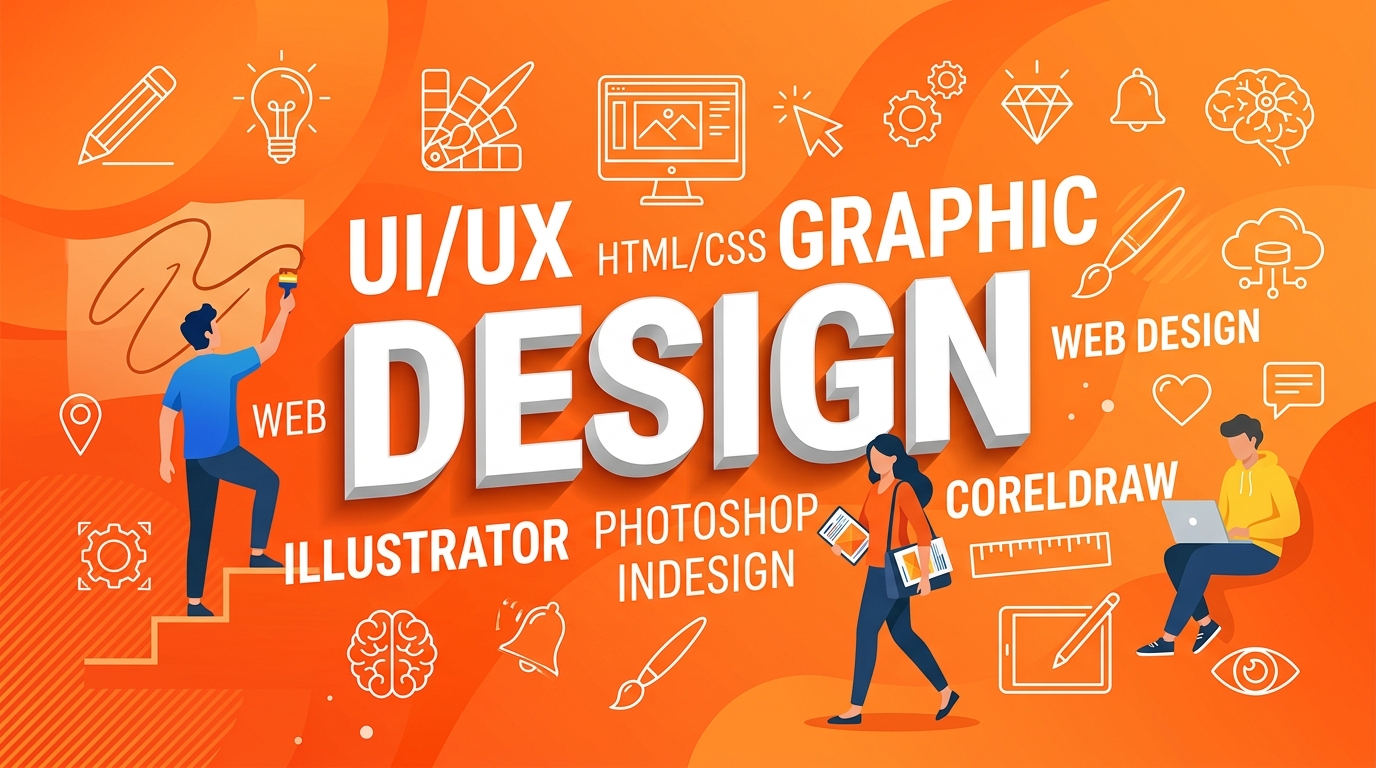 UI/UX
HTML/CSS
GRAPHIC
DESIGN
WEB DESIGN
WEB
ILLUSTRATOR
PHOTOSHOP
INDESIGN
CORELDRAW